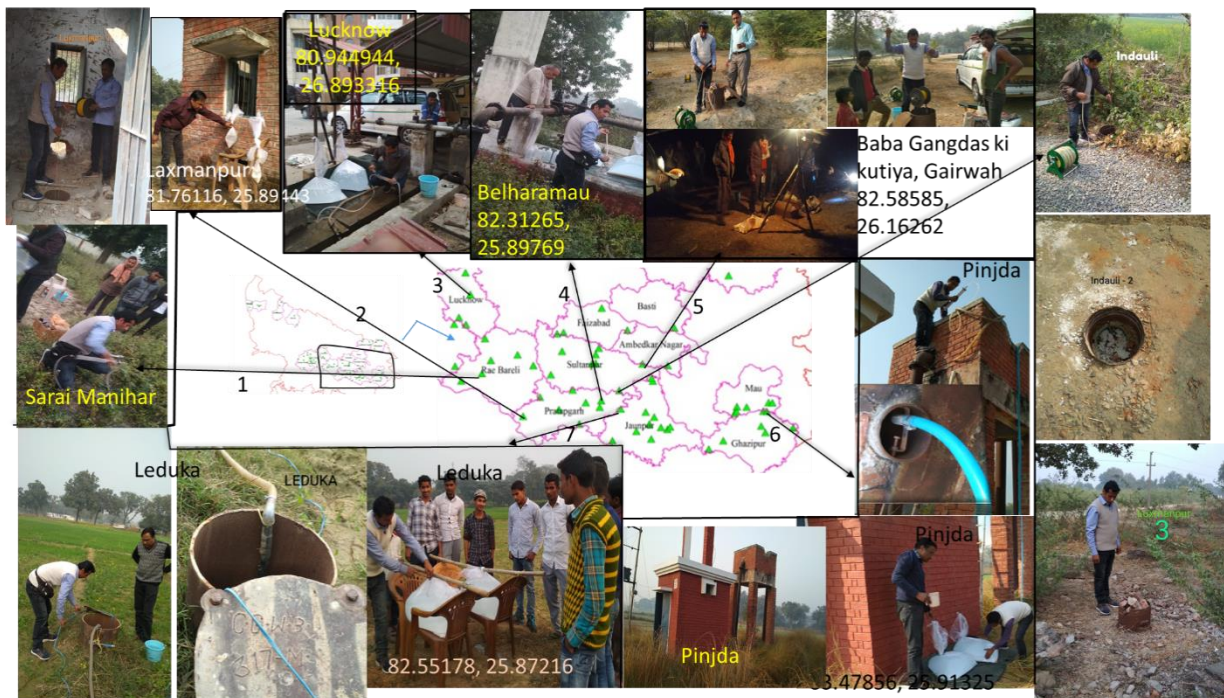 Lucknow
80.944944,
26.893316
Indauli
Laxmanpur
81.76116, 25.89443
Belharamau
82.31265,
25.89769
Baba Gangdas ki
kutiya, Gairwah
82.58585,
26.16262
Sarai Manihar
1
2
3
4
5
6
7
Lucknow
Basti
Faizabad
Ambedkar Nagar
Sultanpur
Rae Bareli
Pratapgarh
Jaunpur
Mau
Ghazipur
Pinjda
Indauli - 2
Leduka
LEDUKA
Leduka
82.55178, 25.87216
Pinjda
Pinjda
83.47856, 25.91325
3